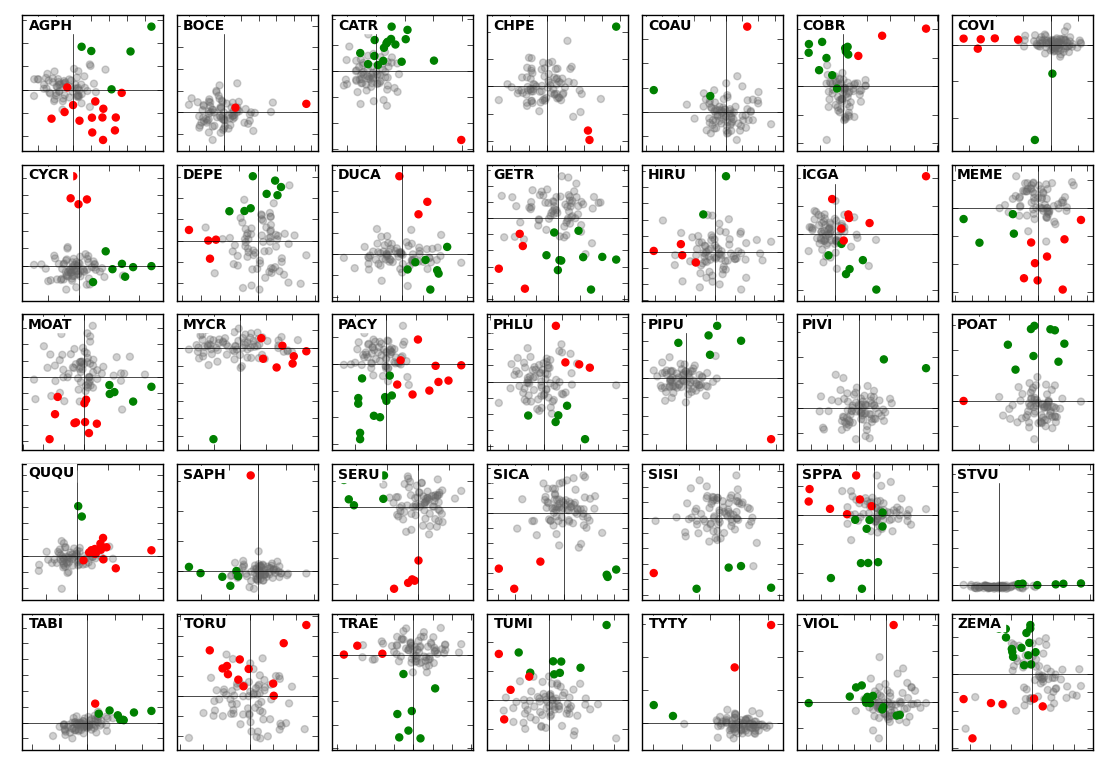 AGPH BOCE CATR CHPE COAU COBR COVI
CYCR DEPE DUCA GETR HIRU ICGA MEME
MOAT MYCR PACY PHLU PIPU PIVI POAT
QUQU SAPH SERU SICA SISI SPPA STVU
TABI TORU TRAE TUMI TYTY VIOL ZEMA